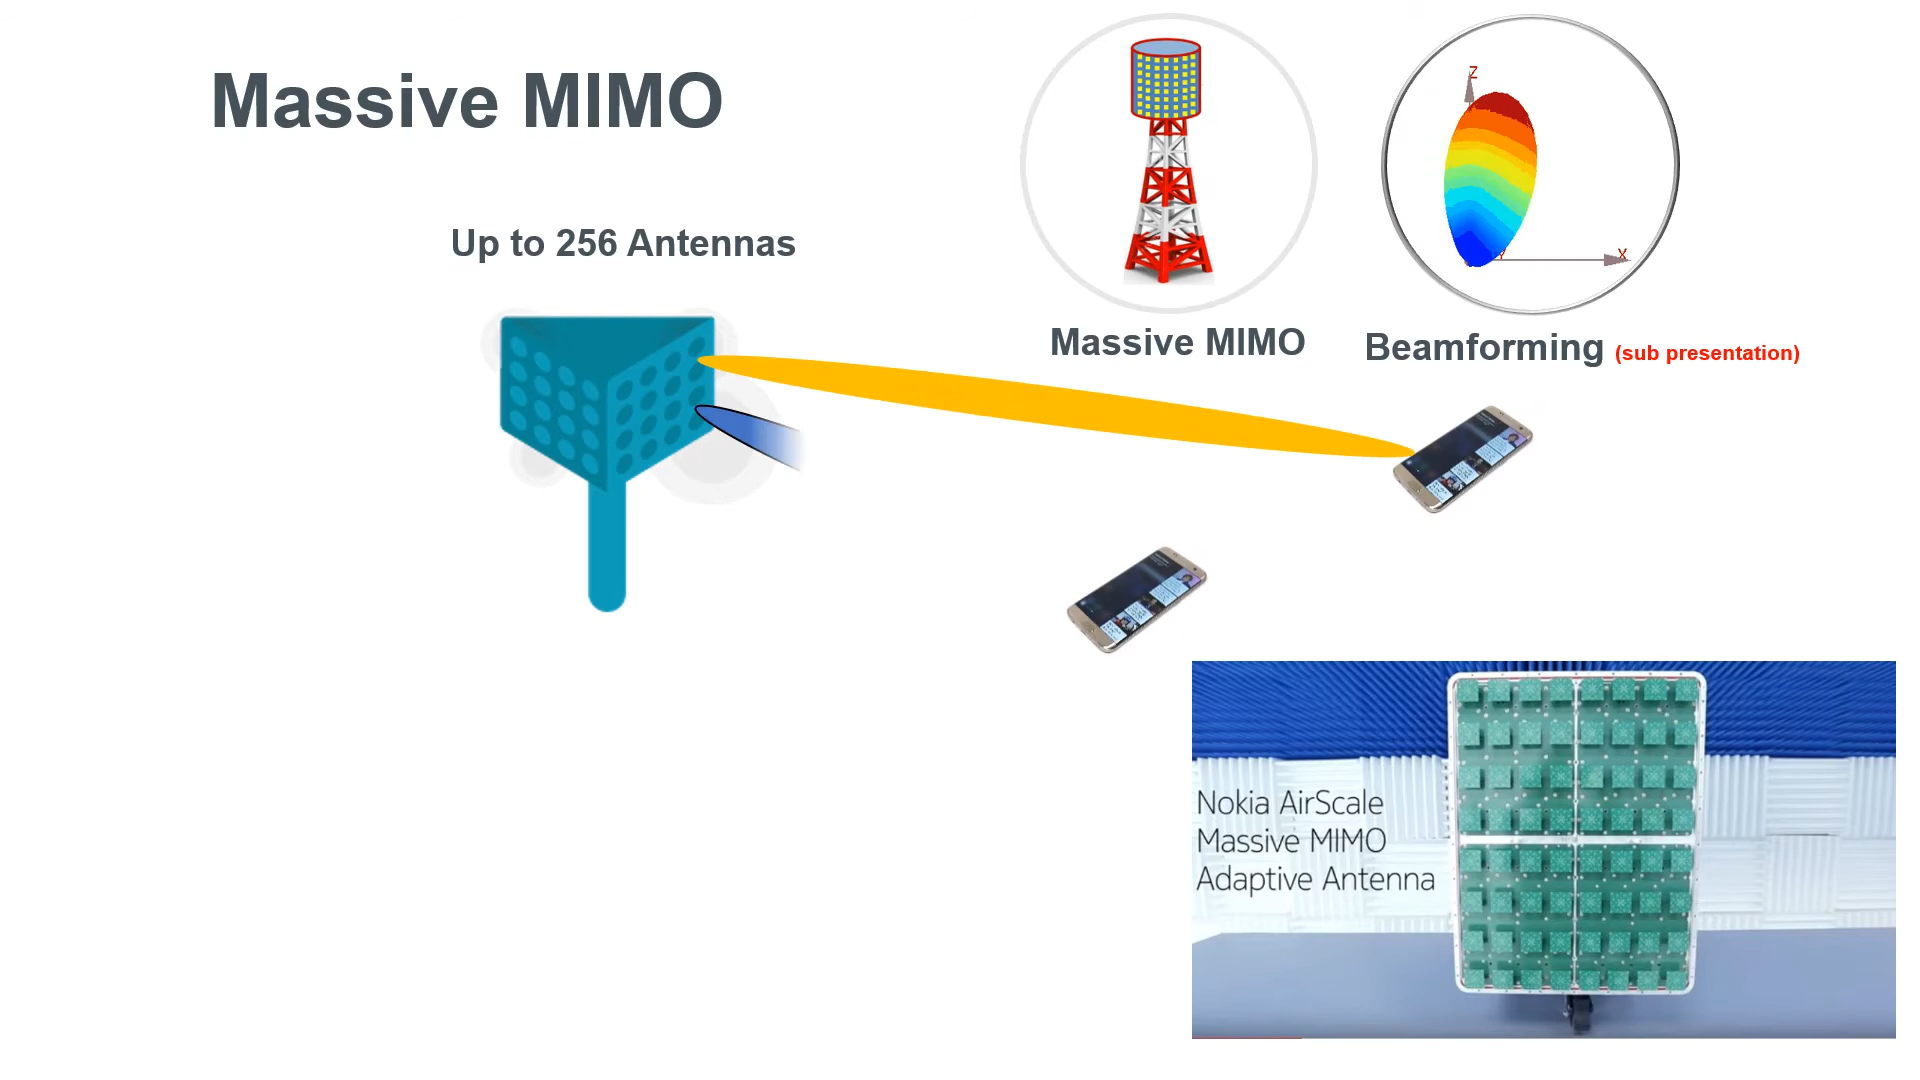 Massive MIMO
Up to 256 Antennas
Z
X
Y
Massive MIMO
Beamforming (sub presentation)
Nokia AirScale
Massive MIMO
Adaptive Antenna